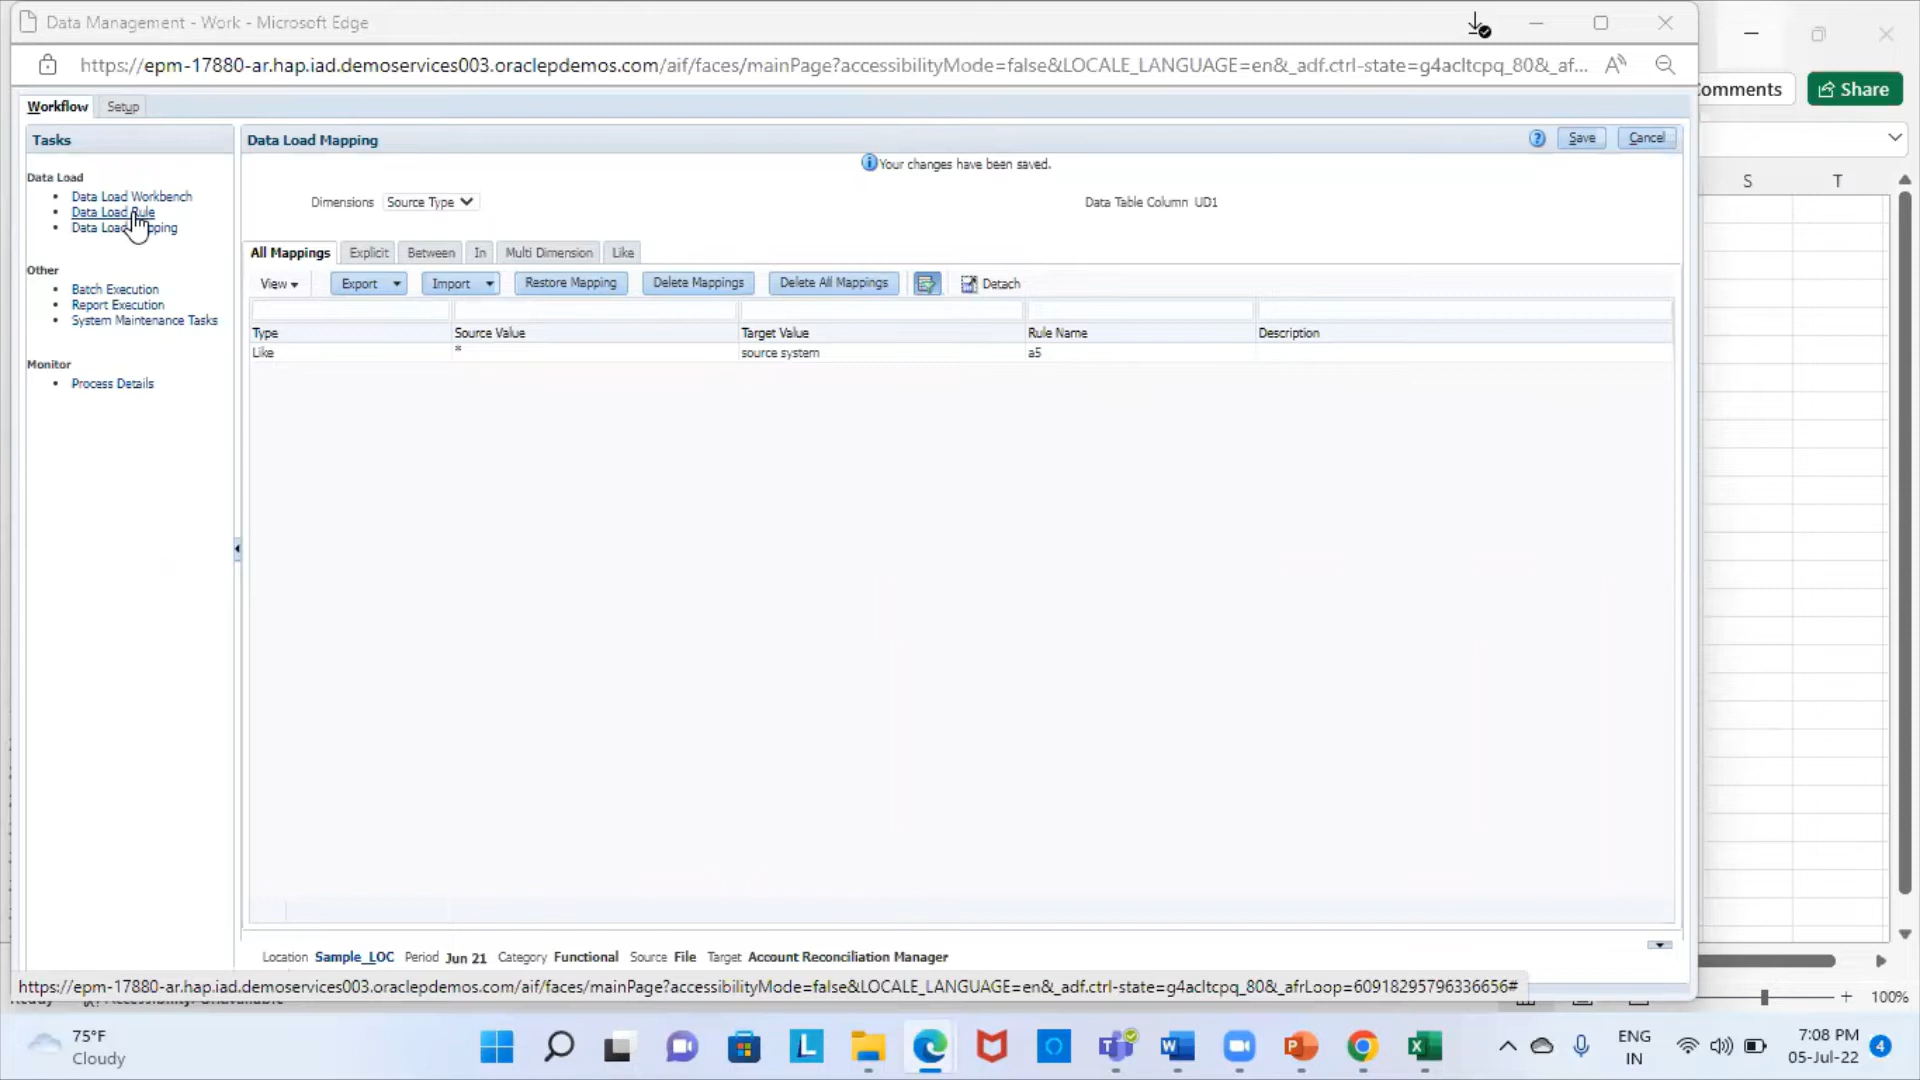 Data Management - Work - Microsoft Edge
https://epm-17880-ar.hap.iad.demoservices003.oraclepdemos.com/aif/faces/mainPage?accessibilityMode=false&LOCALE_LANGUAGE=en&_adf.ctrl-state=g4acltcpq_80&_af...
omments
Share
Workflow
Setup
Tasks
Data Load Mapping
Save
Cancel
Your changes have been saved.
Data Load
Data Load Workbench
Data Load Rule
Data Load
Dimensions Source Type
Data Table Column UD1
S T
All Mappings Explicit Between In Multi Dimension Like
View Export Import Restore Mapping Delete Mappings Delete All Mappings Detach
Other
Batch Execution
Report Execution
System Maintenance Tasks
Type Source Value Target Value Rule Name Description
Like * source system a5
Monitor
Process Details
Location Sample_LOC Period Jun 21 Category Functional Source File Target Account Reconciliation Manager
https://epm-17880-ar.hap.iad.demoservices003.oraclepdemos.com/aif/faces/mainPage?accessibilityMode=false&LOCALE_LANGUAGE=en&_adf.ctrl-state=g4acltcpq_80&_afrLoop=60918295796336656#
100%
75°F
Cloudy
ENG
IN
7:08 PM
05-Jul-22
4